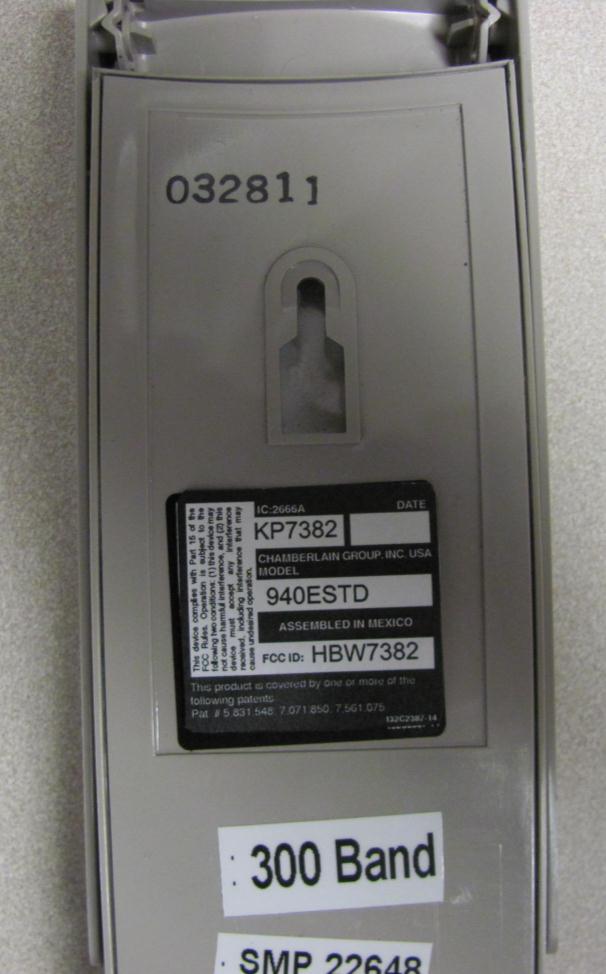 032811
This device complies with Part 15 of the
FCC Rules. Operation is subject to the
following two conditions: (1) this device may
not cause harmful interference, and (2) this
device must accept any interference
received, including interference that may
cause undesired operation.
IC:2666A DATE
KP7382
CHAMBERLAIN GROUP, INC. USA
MODEL
940ESTD
ASSEMBLED IN MEXICO
FCC ID: HBW7382
This product is covered by one or more of the
following patents
Pat # 5,831,548; 7,071,850; 7,561,075
132C2387-14
: 300 Band
: SMP 22648